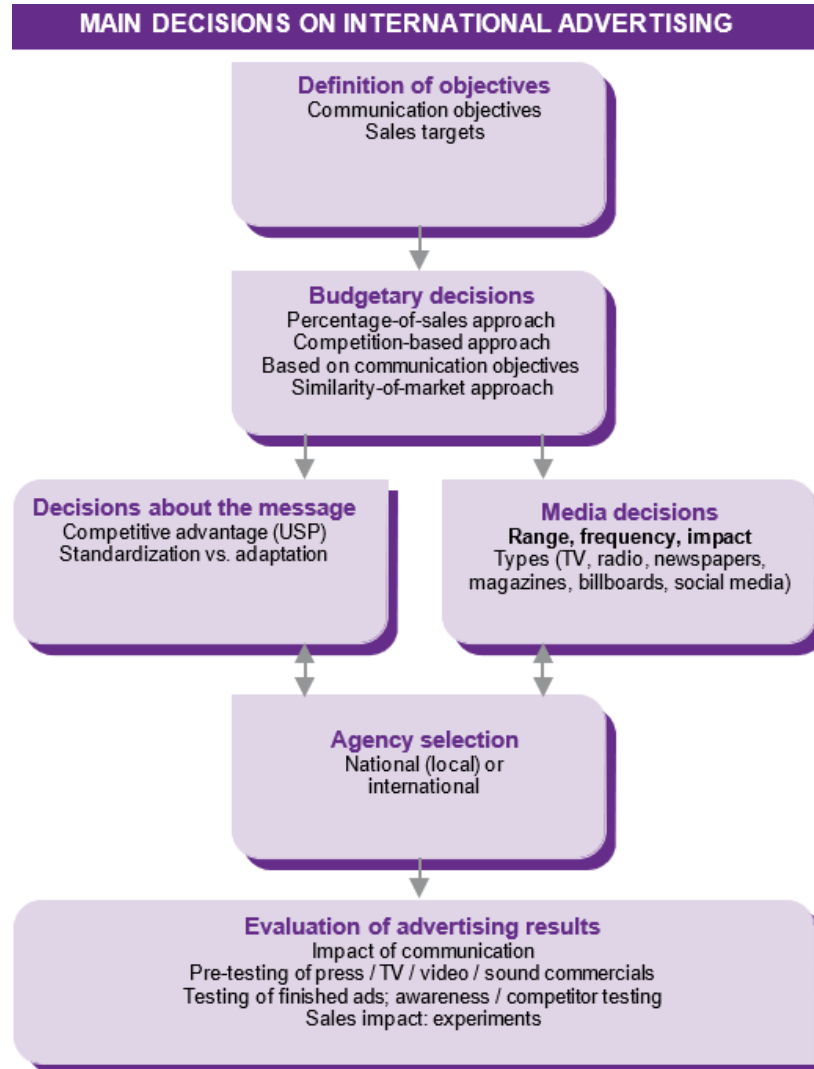 MAIN DECISIONS ON INTERNATIONAL ADVERTISING
Definition of objectives
Communication objectives
Sales targets
Budgetary decisions
Percentage-of-sales approach
Competition-based approach
Based on communication objectives
Similarity-of-market approach
Decisions about the message
Competitive advantage (USP)
Standardization vs. adaptation
Media decisions
Range, frequency, impact
Types (TV, radio, newspapers,
magazines, billboards, social media)
Agency selection
National (local) or
international
Evaluation of advertising results
Impact of communication
Pre-testing of press / TV / video / sound commercials
Testing of finished ads; awareness / competitor testing
Sales impact: experiments